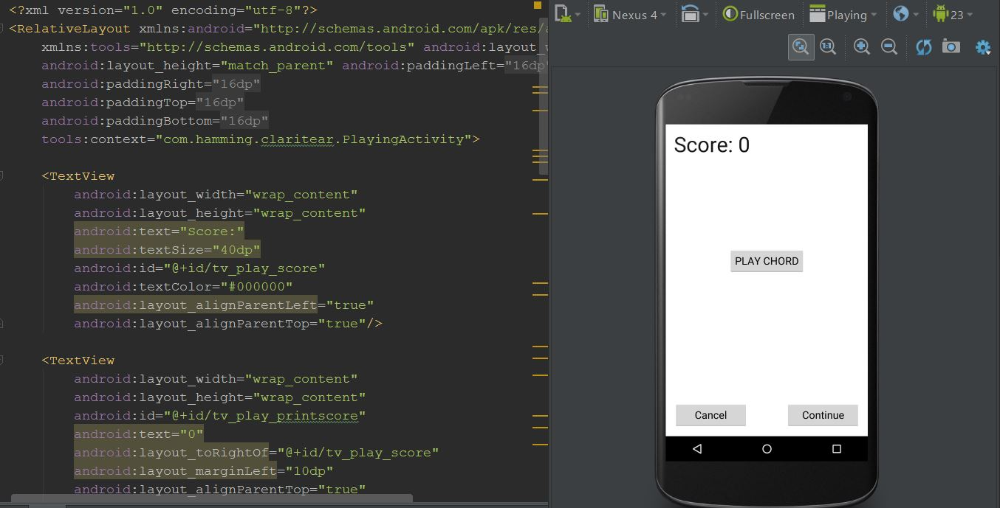 <?xml version="1.0" encoding="utf-8"?>
<RelativeLayout xmlns:android="http://schemas.android.com/apk/res/
xmlns:tools="http://schemas.android.com/tools" android:layout_
android:layout_height="match_parent" android:paddingLeft="16dp"
android:paddingRight="16dp"
android:paddingTop="16dp"
android:paddingBottom="16dp"
tools:context="com.hamming.claritear.PlayingActivity">
<TextView
android:layout_width="wrap_content"
android:layout_height="wrap_content"
android:text="Score:"
android:textSize="40dp"
android:id="@+id/tv_play_score"
android:textColor="#000000"
android:layout_alignParentLeft="true"
android:layout_alignParentTop="true"/>
<TextView
android:layout_width="wrap_content"
android:layout_height="wrap_content"
android:id="@+id/tv_play_printscore"
android:text="0"
android:layout_toRightOf="@+id/tv_play_score"
android:layout_marginLeft="10dp"
android:layout_alignParentTop="true"
Nexus 4 Fullscreen Playing 23
1:1
Score: 0
PLAY CHORD
Cancel Continue